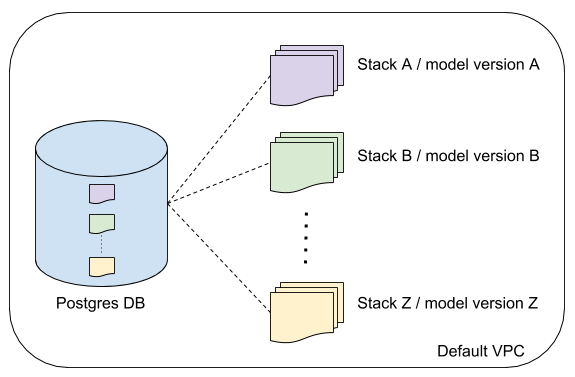 Stack A / model version A
Stack B / model version B
Postgres DB
Stack Z / model version Z
Default VPC